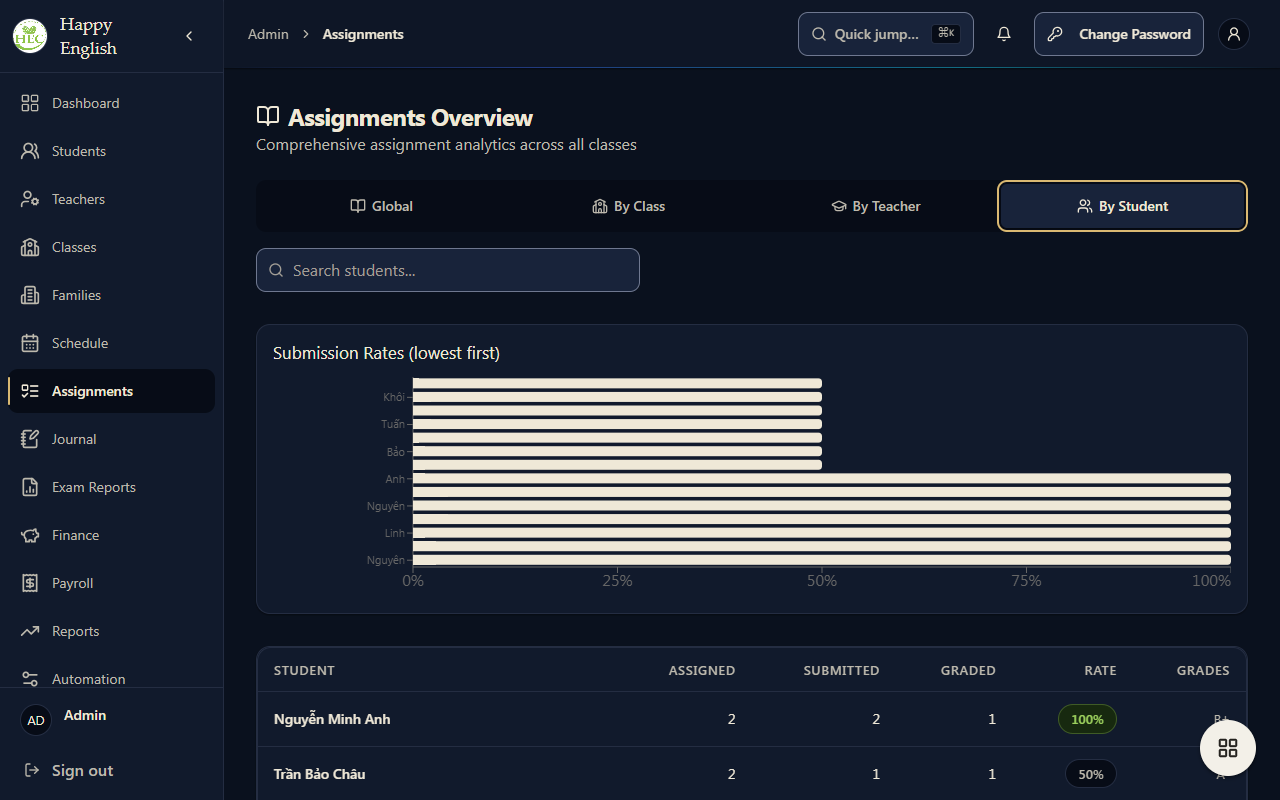 HEC
Happy
English
Admin > Assignments
Quick jump... ⌘K
Change Password
Dashboard
Students
Teachers
Classes
Families
Schedule
Assignments
Journal
Exam Reports
Finance
Payroll
Reports
Automation
AD Admin
Sign out
Assignments Overview
Comprehensive assignment analytics across all classes
Global
By Class
By Teacher
By Student
Search students...
Submission Rates (lowest first)
Khôi
Tuấn
Bảo
Anh
Nguyên
Linh
Nguyên
0% 25% 50% 75% 100%
STUDENT ASSIGNED SUBMITTED GRADED RATE GRADES
Nguyễn Minh Anh 2 2 1 100%
Trần Bảo Châu 2 1 1 50%